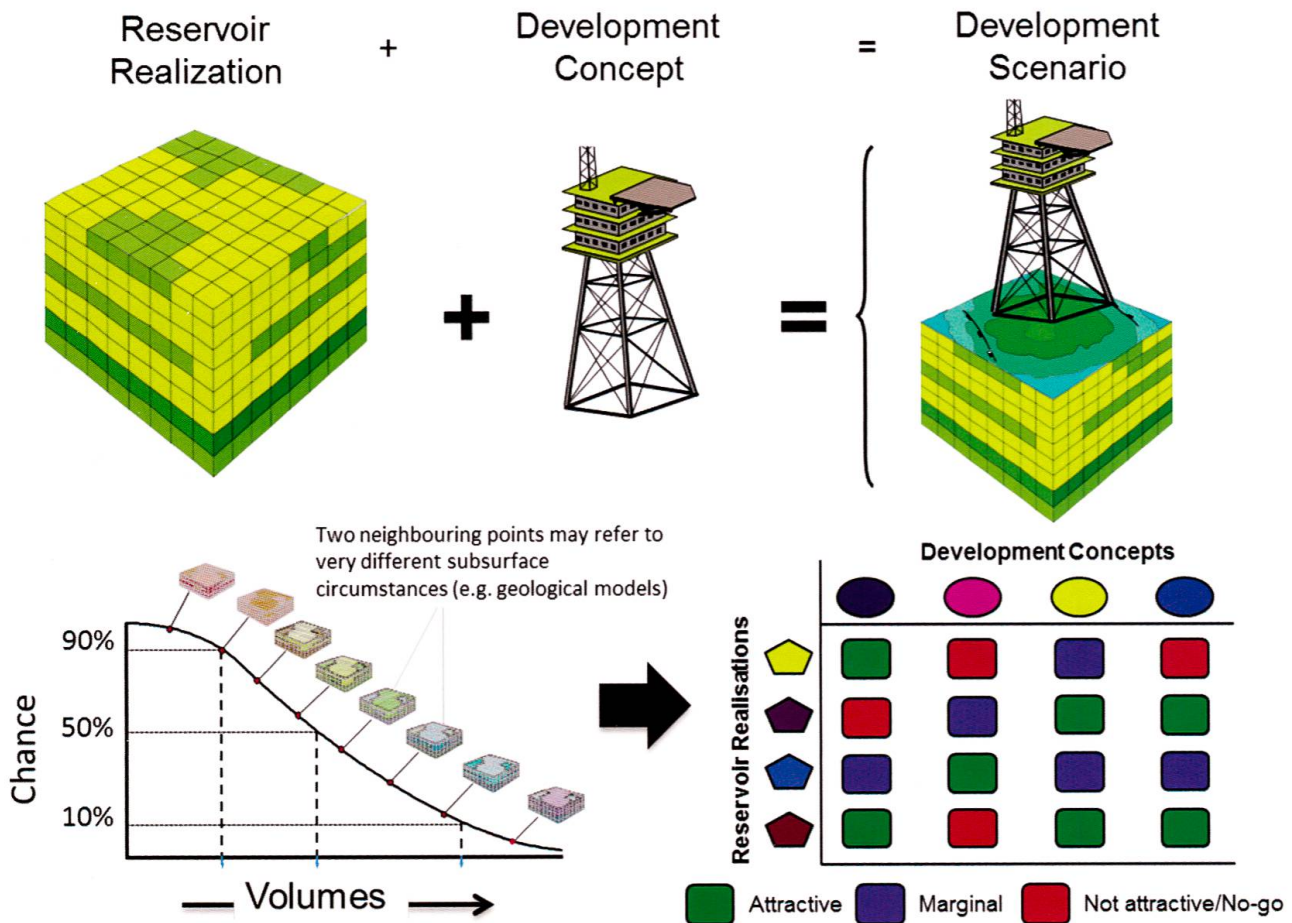 Reservoir
Realization
+
Development
Concept
=
Development
Scenario
+
=
Two neighbouring points may refer to
very different subsurface
circumstances (e.g. geological models)
90%
50%
10%
Chance
Volumes
Development Concepts
Reservoir Realisations
Attractive
Marginal
Not attractive/No-go